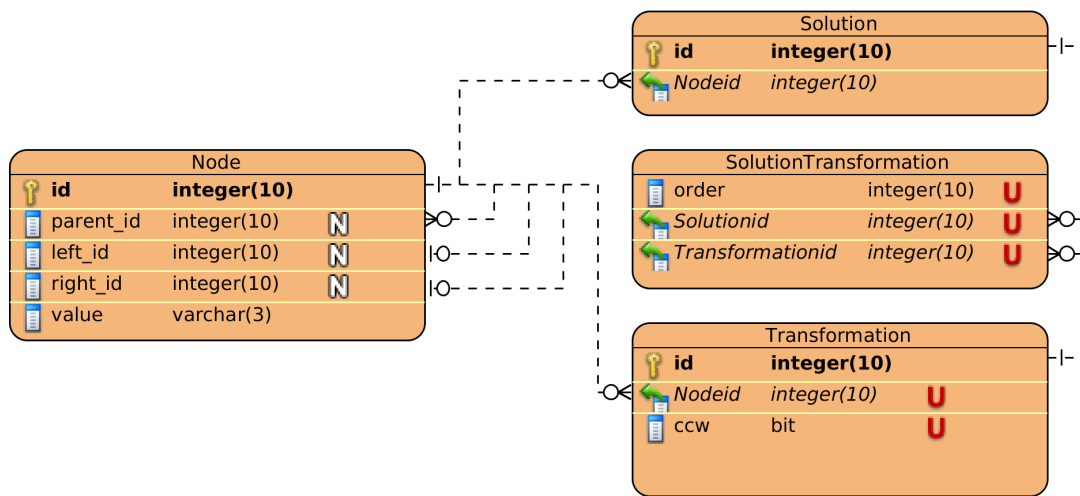 Solution
id integer(10)
Nodeid integer(10)
Node
id integer(10)
parent_id integer(10) N
left_id integer(10) N
right_id integer(10) N
value varchar(3)
SolutionTransformation
order integer(10) U
Solutionid integer(10) U
Transformationid integer(10) U
Transformation
id integer(10)
Nodeid integer(10) U
ccw bit U